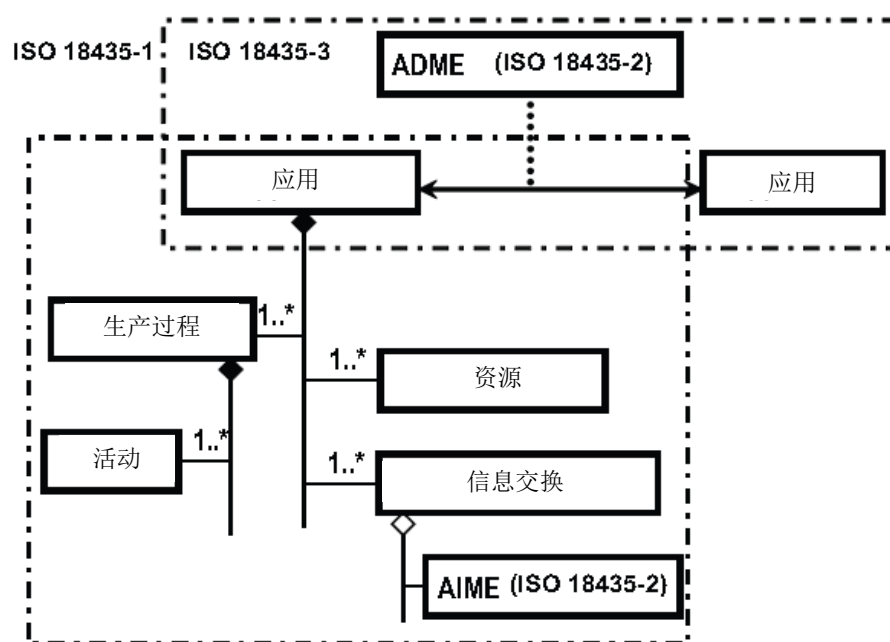 ISO 18435-1
ISO 18435-3
ADME (ISO 18435-2)
应用
应用
生产过程
1..*
1..*
资源
活动
1..*
1..*
信息交换
AIME (ISO 18435-2)